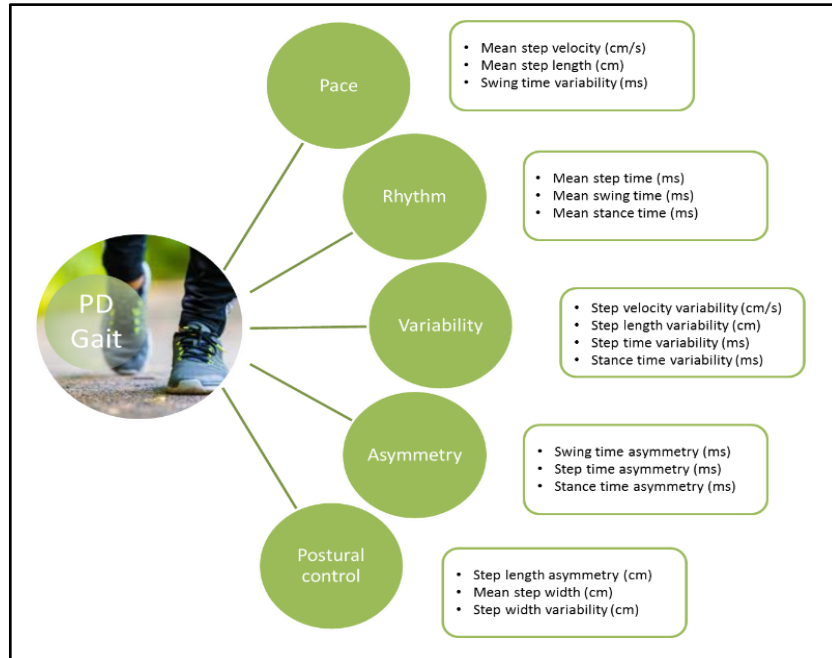 PD
Gait
Pace
• Mean step velocity (cm/s)
• Mean step length (cm)
• Swing time variability (ms)
Rhythm
• Mean step time (ms)
• Mean swing time (ms)
• Mean stance time (ms)
Variability
• Step velocity variability (cm/s)
• Step length variability (cm)
• Step time variability (ms)
• Stance time variability (ms)
Asymmetry
• Swing time asymmetry (ms)
• Step time asymmetry (ms)
• Stance time asymmetry (ms)
Postural
control
• Step length asymmetry (cm)
• Mean step width (cm)
• Step width variability (cm)